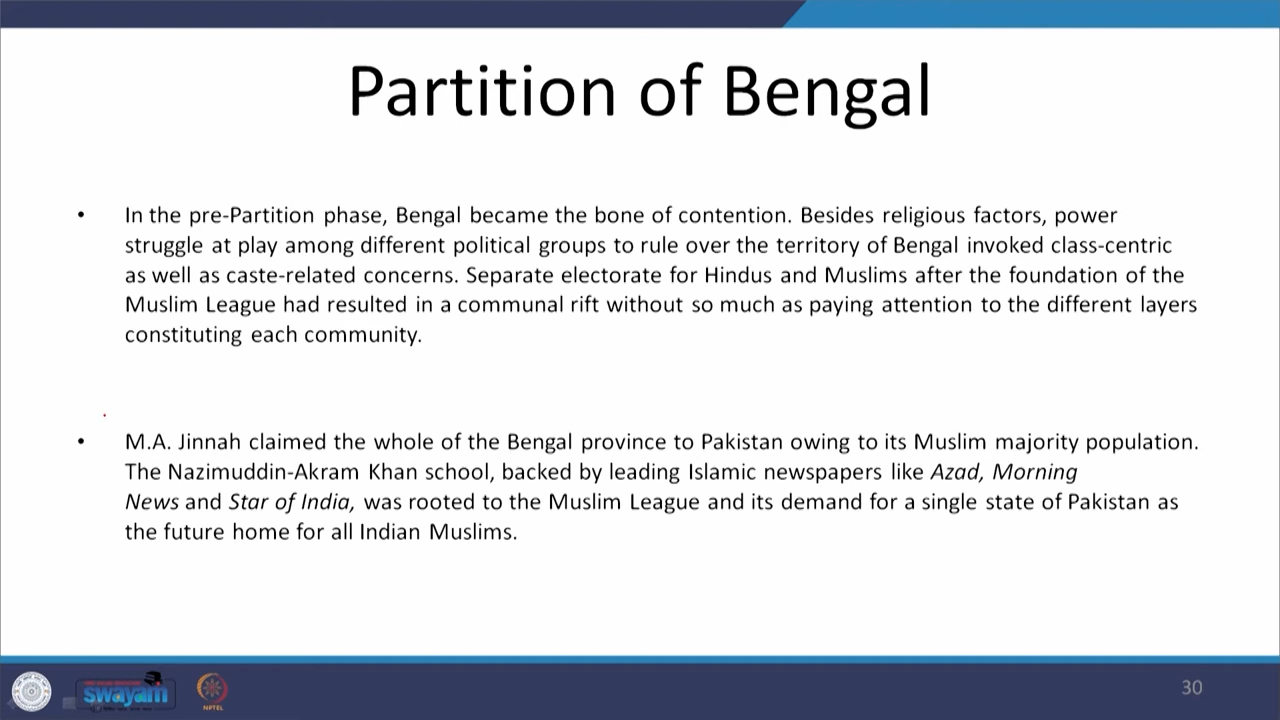 Partition of Bengal
• In the pre-Partition phase, Bengal became the bone of contention. Besides religious factors, power
struggle at play among different political groups to rule over the territory of Bengal invoked class-centric
as well as caste-related concerns. Separate electorate for Hindus and Muslims after the foundation of the
Muslim League had resulted in a communal rift without so much as paying attention to the different layers
constituting each community.
• M.A. Jinnah claimed the whole of the Bengal province to Pakistan owing to its Muslim majority population.
The Nazimuddin-Akram Khan school, backed by leading Islamic newspapers like Azad, Morning
News and Star of India, was rooted to the Muslim League and its demand for a single state of Pakistan as
the future home for all Indian Muslims.
swayam
NPTEL
30